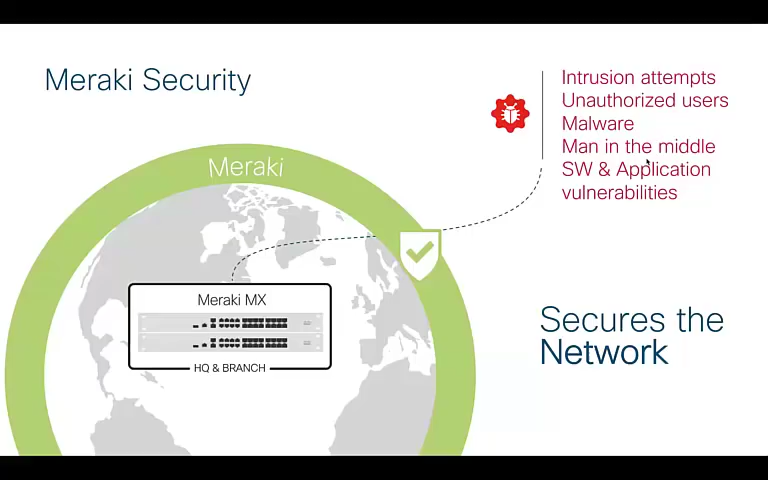 Meraki Security
Intrusion attempts
Unauthorized users
Malware
Man in the middle
SW & Application
vulnerabilities
Meraki
Meraki MX
HQ & BRANCH
Secures the
Network